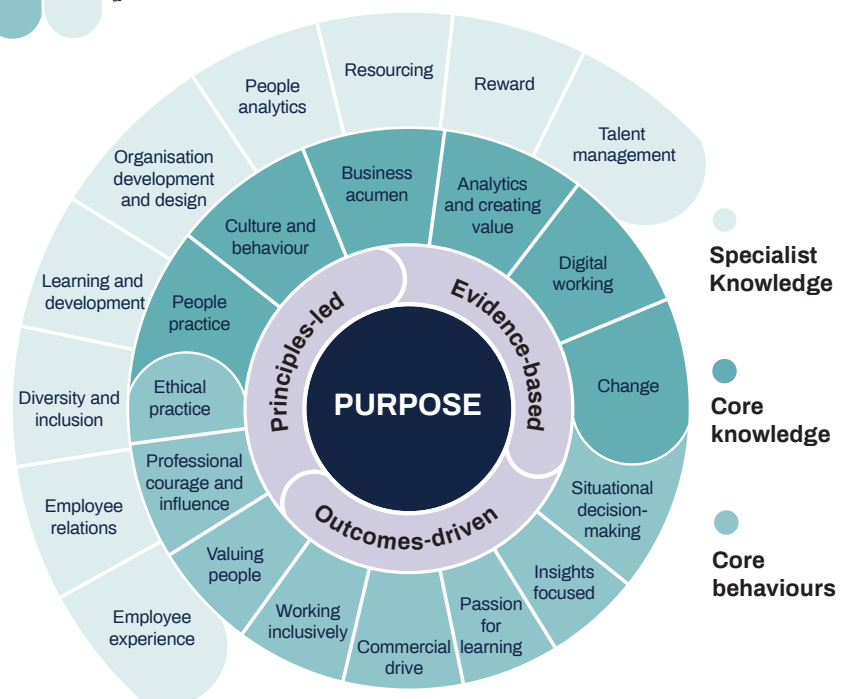 PURPOSE
Principles-led
Evidence-based
Outcomes-driven
People
practice
Culture and
behaviour
Business
acumen
Analytics
and creating
value
Digital
working
Change
Ethical
practice
Professional
courage and
influence
Valuing
people
Working
inclusively
Commercial
drive
Passion
for
learning
Insights
focused
Situational
decision-
making
Employee
experience
Employee
relations
Diversity and
inclusion
Learning and
development
Organisation
development
and design
People
analytics
Resourcing
Reward
Talent
management
Specialist
Knowledge
Core
knowledge
Core
behaviours